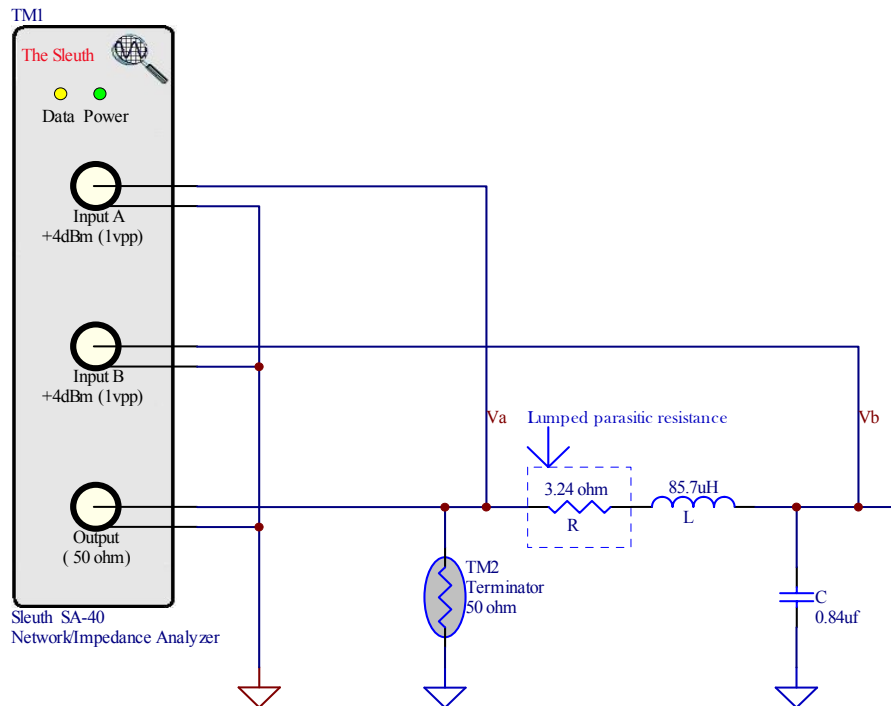 TM1
The Sleuth
Data Power
Input A
+4dBm (1vpp)
Input B
+4dBm (1vpp)
Output
( 50 ohm)
Sleuth SA-40
Network/Impedance Analyzer
Va
Lumped parasitic resistance
Vb
3.24 ohm
R
85.7uH
L
TM2
Terminator
50 ohm
C
0.84uf